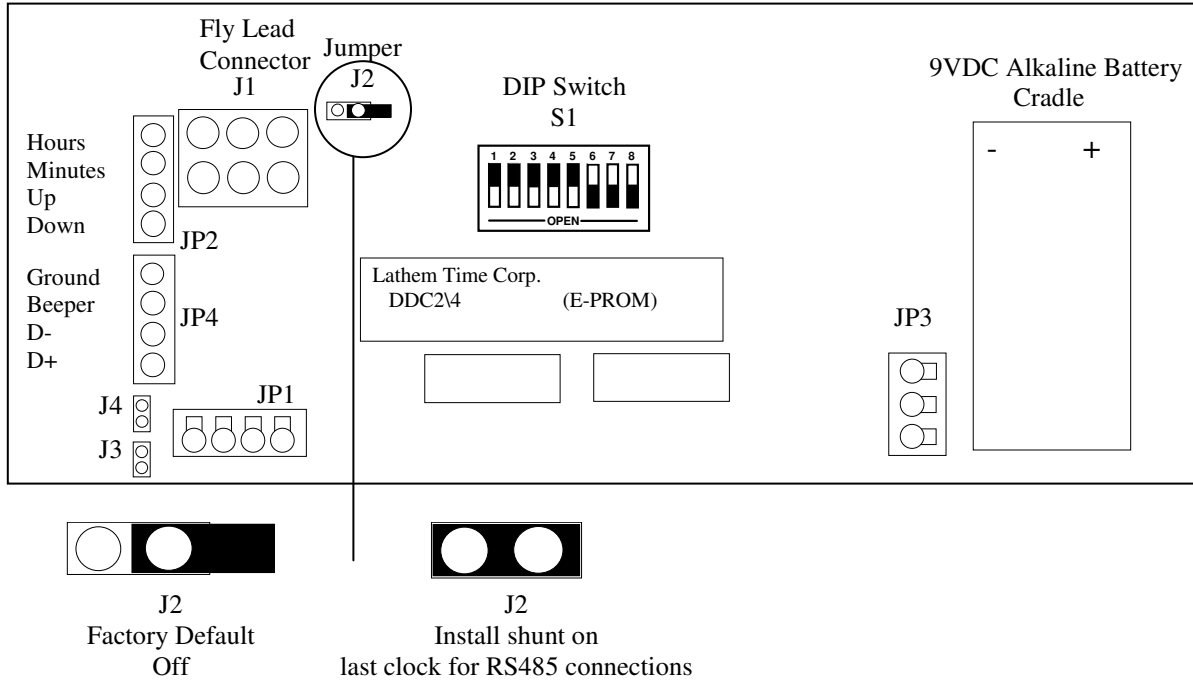 Fly Lead
Connector
J1
Jumper
J2
DIP Switch
S1
9VDC Alkaline Battery
Cradle
- +
1 2 3 4 5 6 7 8
OPEN
Hours
Minutes
Up
Down
JP2
Ground
Beeper
D-
D+
JP4
Lathem Time Corp.
DDC2\4 (E-PROM)
JP3
J4
JP1
J3
J2
Factory Default
Off
J2
Install shunt on
last clock for RS485 connections